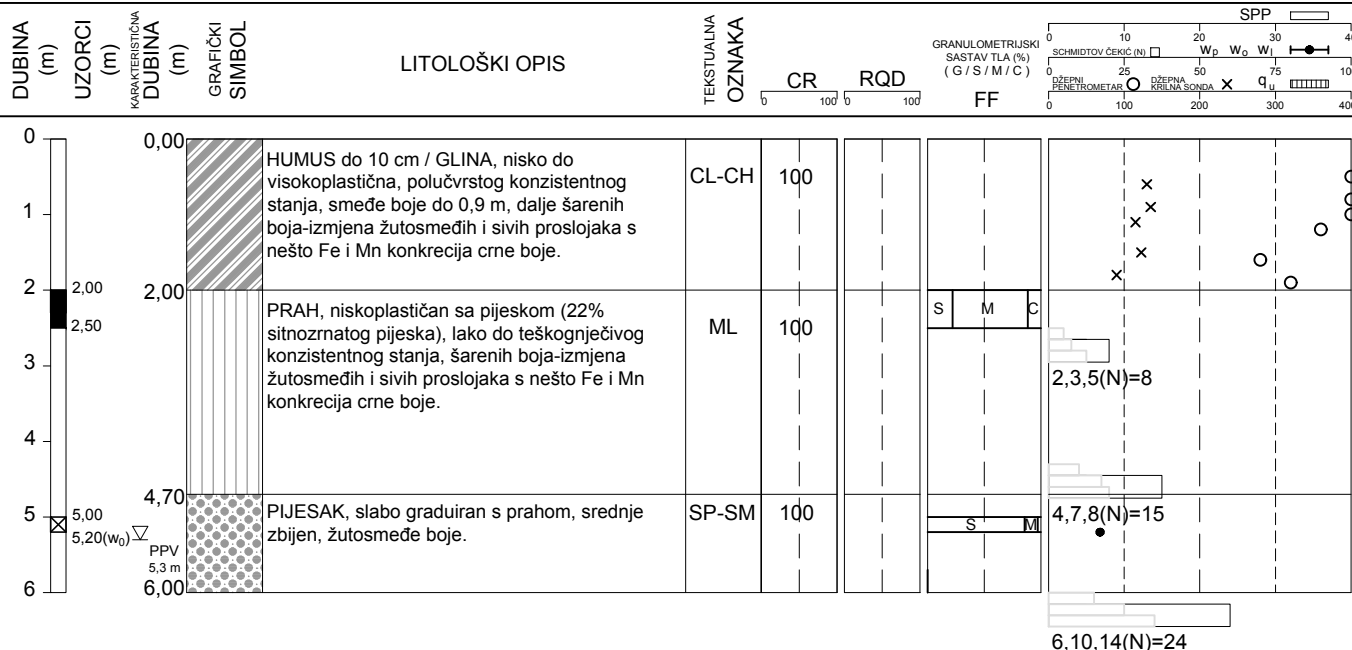 DUBINA
(m)
UZORCI
(m)
KARAKTERISTIČNA
DUBINA
(m)
GRAFIČKI
SIMBOL
LITOLOŠKI OPIS
TEKSTUALNA
OZNAKA
CR
0 100
RQD
0 100
GRANULOMETRIJSKI
SASTAV TLA (%)
( G / S / M / C )
FF
SPP
0 10 20 30 40
SCHMIDTOV ČEKIĆ (N) wP wo wl
0 25 50 75 100
DŽEPNI
PENETROMETAR
DŽEPNA
KRILNA SONDA
qu
100 200 300 400
0
1
2
3
4
5
6
2,00
2,50
5,00
5,20(w0)
0,00
2,00
4,70
PPV
5,3 m
6,00
HUMUS do 10 cm / GLINA, nisko do
visokoplastična, polučvrstog konzistentnog
stanja, smeđe boje do 0,9 m, dalje šarenih
boja-izmjena žutosmeđih i sivih proslojaka s
nešto Fe i Mn konkrecija crne boje.
CL-CH
100
PRAH, niskoplastičan sa pijeskom (22%
sitnozrnatog pijeska), lako do teškognječivog
konzistentnog stanja, šarenih boja-izmjena
žutosmeđih i sivih proslojaka s nešto Fe i Mn
konkrecija crne boje.
ML
100
S M C
2,3,5(N)=8
PIJESAK, slabo graduiran s prahom, srednje
zbijen, žutosmeđe boje.
SP-SM
100
S M
4,7,8(N)=15
6,10,14(N)=24